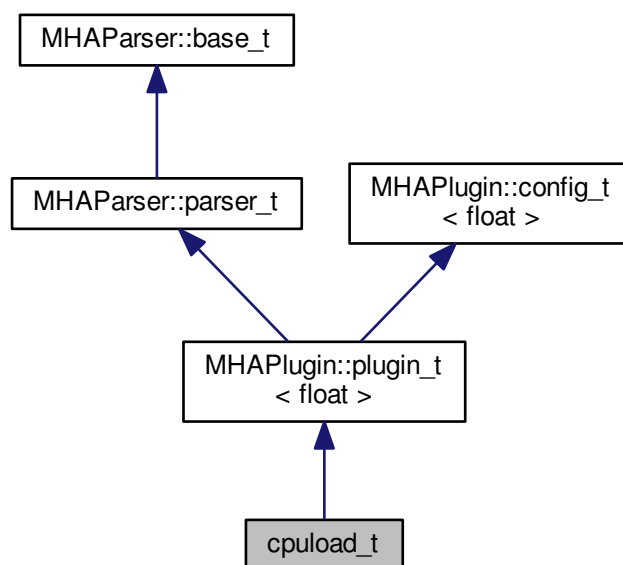 MHAParser::base_t
MHAParser::parser_t
MHAPlugin::config_t
< float >
MHAPlugin::plugin_t
< float >
cpuload_t